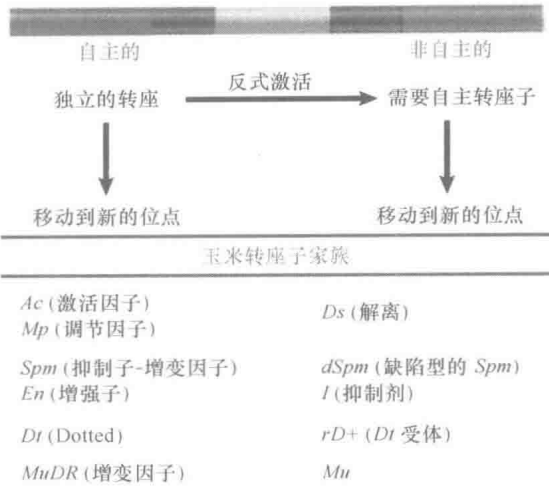 自主的 非自主的
独立的转座 反式激活 需要自主转座子
移动到新的位点 移动到新的位点
玉米转座子家族
Ac (激活因子)
Mp (调节因子)
Ds (解离)
Spm (抑制子-增变因子)
En (增强子)
dSpm (缺陷型的 Spm)
I (抑制剂)
Dt (Dotted) rD+ (Dt 受体)
MuDR (增变因子) Mu